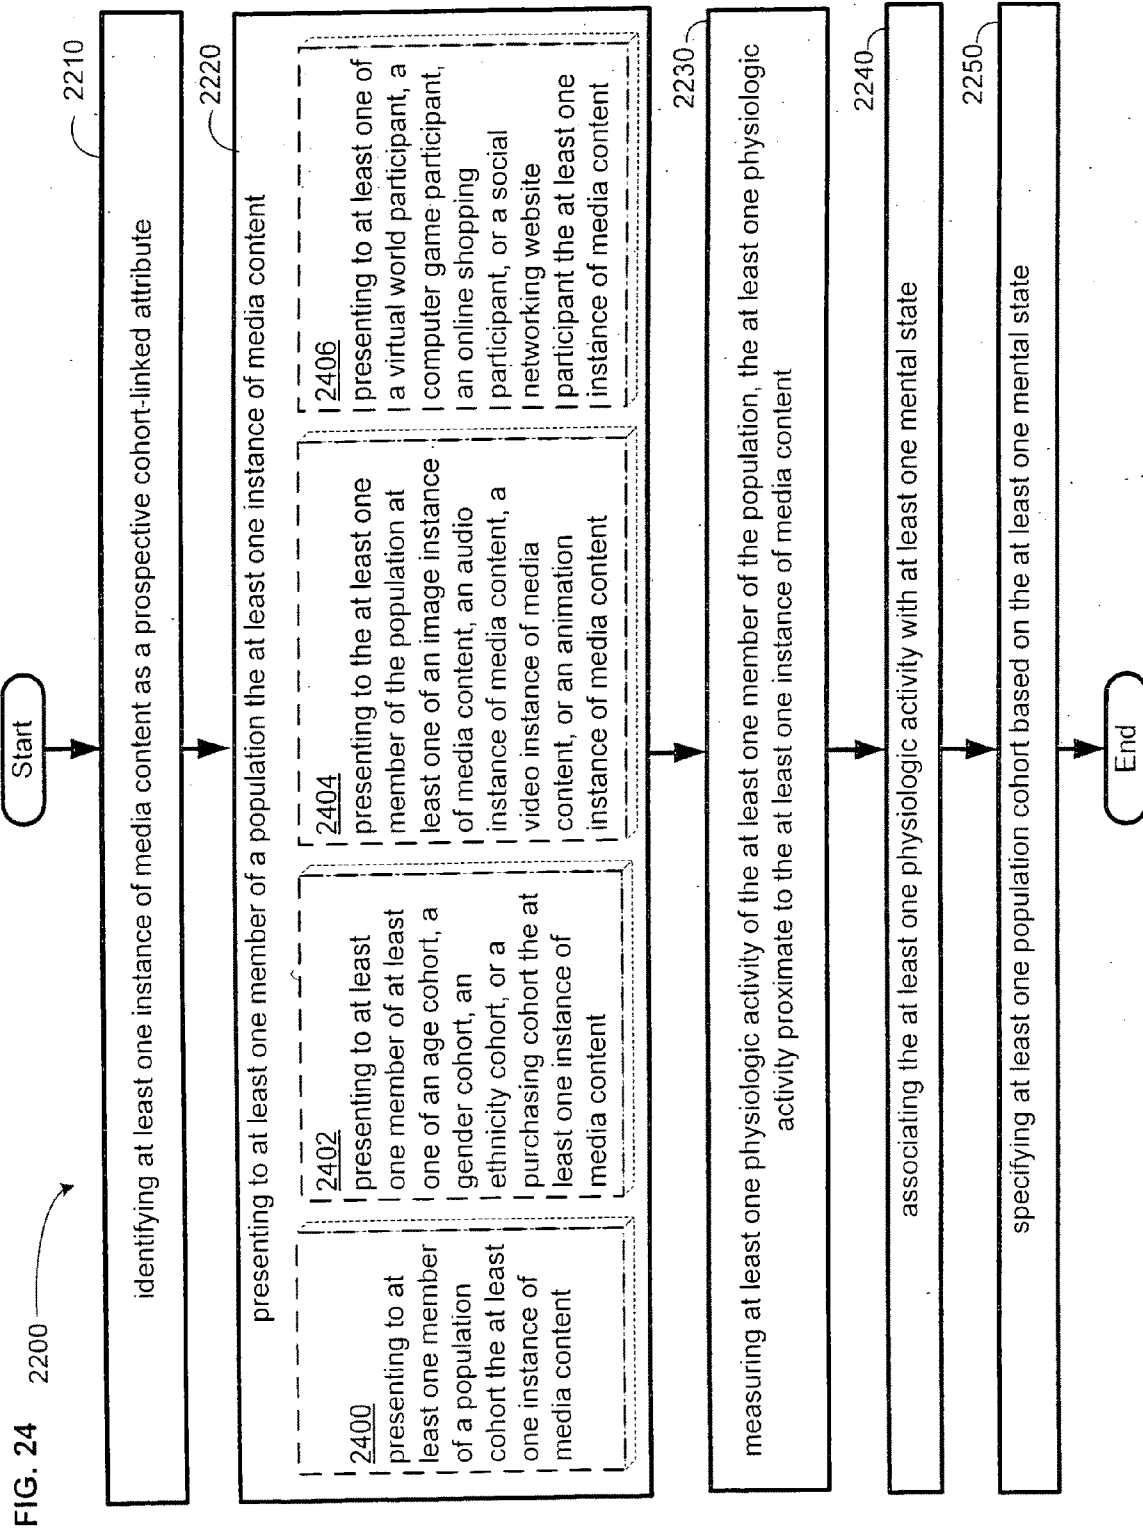 FIG. 24
2200
Start
2210
identifying at least one instance of media content as a prospective cohort-linked attribute
2220
presenting to at least one member of a population the at least one instance of media content
2400
presenting to at
least one member
of a population
cohort the at least
one instance of
media content
2402
presenting to at least
one member of at least
one of an age cohort, a
gender cohort, an
ethnicity cohort, or a
purchasing cohort the at
least one instance of
media content
2404
presenting to the at least one
member of the population at
least one of an image instance
of media content, an audio
instance of media content, a
video instance of media
content, or an animation
instance of media content
2406
presenting to at least one of
a virtual world participant, a
computer game participant,
an online shopping
participant, or a social
networking website
participant the at least one
instance of media content
2230
measuring at least one physiologic activity of the at least one member of the population, the at least one physiologic
activity proximate to the at least one instance of media content
2240
associating the at least one physiologic activity with at least one mental state
2250
specifying at least one population cohort based on the at least one mental state
End